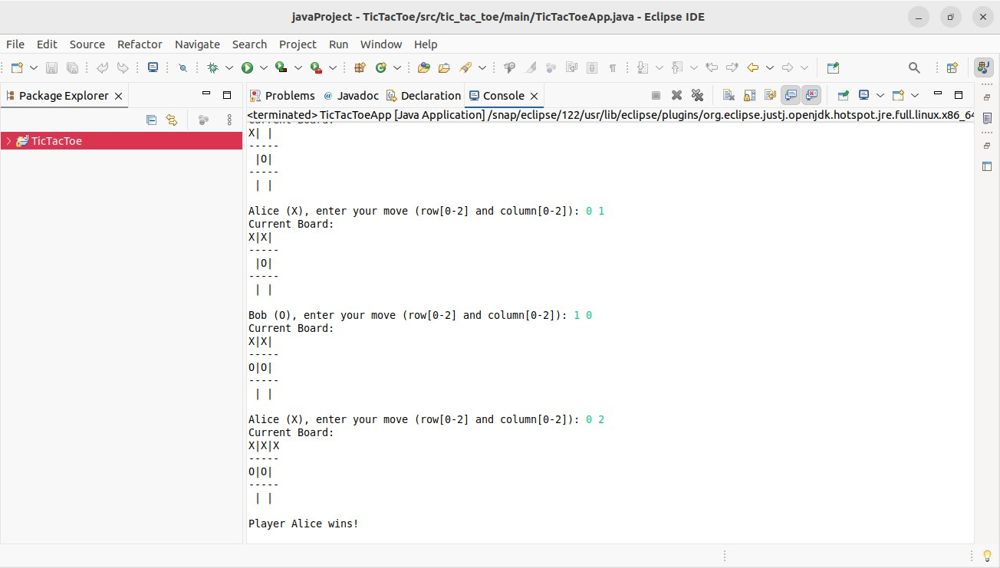 javaProject - TicTacToe/src/tic_tac_toe/main/TicTacToeApp.java - Eclipse IDE
File Edit Source Refactor Navigate Search Project Run Window Help
Package Explorer
TicTacToe
Problems @ Javadoc Declaration Console
<terminated> TicTacToeApp [Java Application] /snap/eclipse/122/usr/lib/eclipse/plugins/org.eclipse.justj.openjdk.hotspot.jre.full.linux.x86_64
Current Board:
X| |
-----
 |O|
-----
 | |
Alice (X), enter your move (row[0-2] and column[0-2]): 0 1
Current Board:
X|X|
-----
 |O|
-----
 | |
Bob (O), enter your move (row[0-2] and column[0-2]): 1 0
Current Board:
X|X|
-----
O|O|
-----
 | |
Alice (X), enter your move (row[0-2] and column[0-2]): 0 2
Current Board:
X|X|X
-----
O|O|
-----
 | |
Player Alice wins!